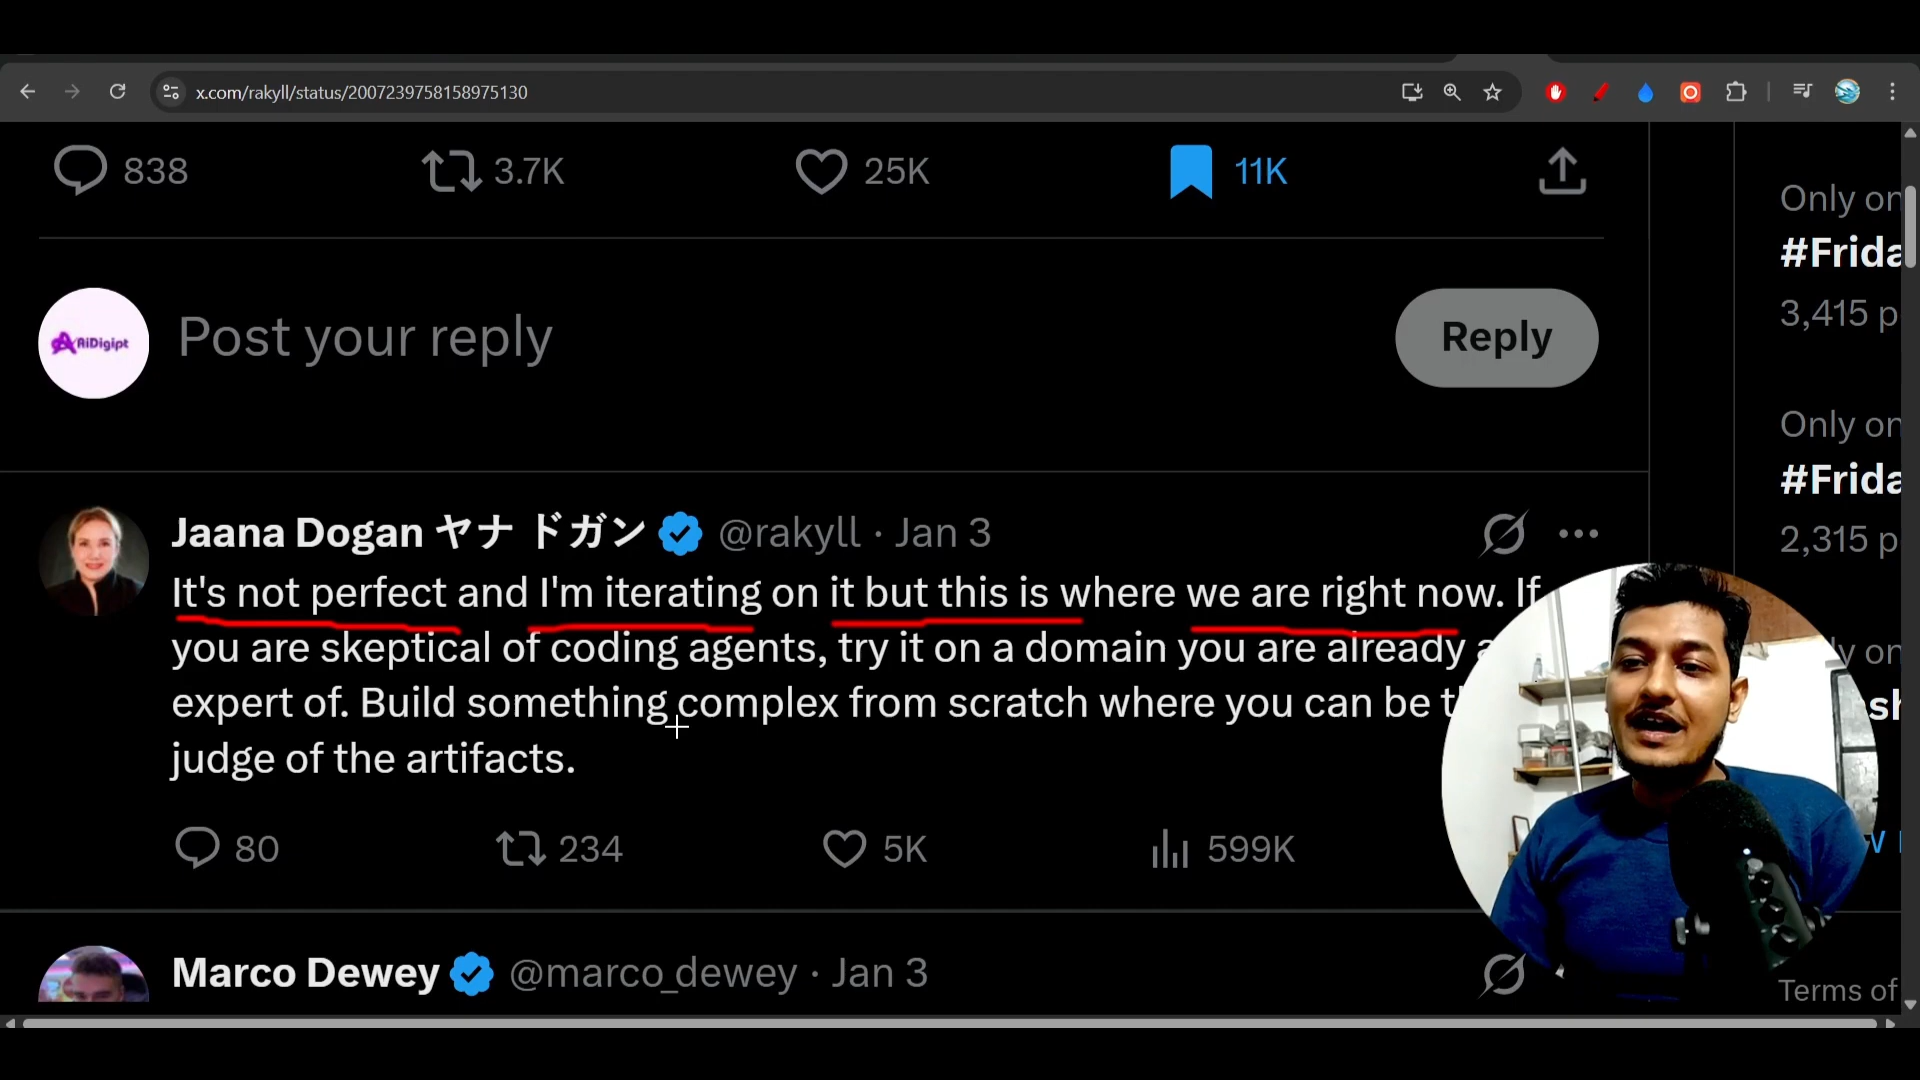 x.com/rakyll/status/2007239758158975130
838 3.7K 25K 11K
Only on
#Frida
3,415 p
AiDigipt
Post your reply
Reply
Only on
#Frida
2,315 p
Jaana Dogan ヤナ ドガン @rakyll · Jan 3
It's not perfect and I'm iterating on it but this is where we are right now. If
you are skeptical of coding agents, try it on a domain you are already
expert of. Build something complex from scratch where you can be
judge of the artifacts.
80 234 5K 599K
Marco Dewey @marco_dewey · Jan 3
Terms of